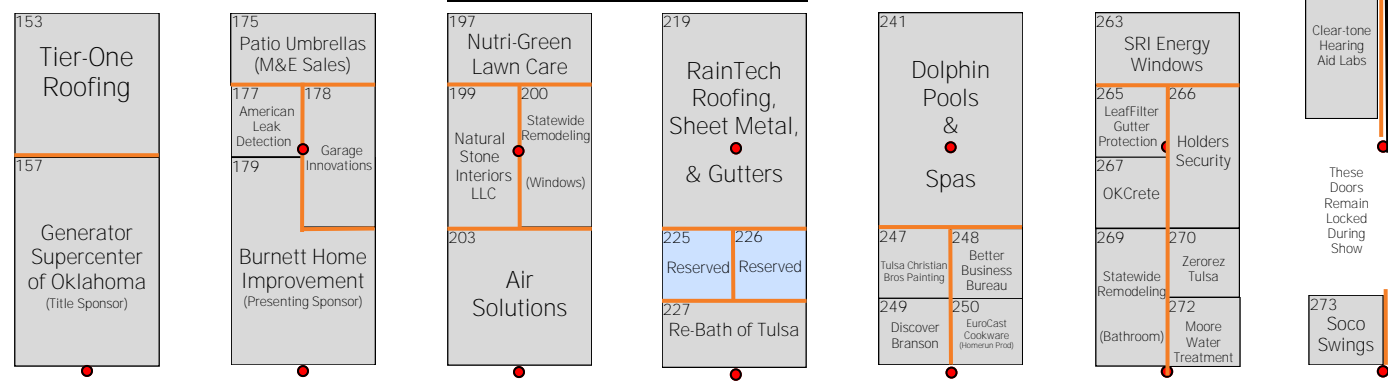 153
Tier-One
Roofing
157
Generator
Supercenter
of Oklahoma
(Title Sponsor)
175
Patio Umbrellas
(M&E Sales)
177
American
Leak
Detection
178
Garage
Innovations
179
Burnett Home
Improvement
(Presenting Sponsor)
197
Nutri-Green
Lawn Care
199
Natural
Stone
Interiors
LLC
200
Statewide
Remodeling
(Windows)
203
Air
Solutions
219
RainTech
Roofing,
Sheet Metal,
& Gutters
225
Reserved
226
Reserved
227
Re-Bath of Tulsa
241
Dolphin
Pools
&
Spas
247
Tulsa Christian
Bros Painting
248
Better
Business
Bureau
249
Discover
Branson
250
EuroCast
Cookware
(Homerun Prod)
263
SRI Energy
Windows
265
LeafFilter
Gutter
Protection
266
Holders
Security
267
OKCrete
269
Statewide
Remodeling
(Bathroom)
270
Zerorez
Tulsa
272
Moore
Water
Treatment
Clear-tone
Hearing
Aid Labs
These
Doors
Remain
Locked
During
Show
273
Soco
Swings